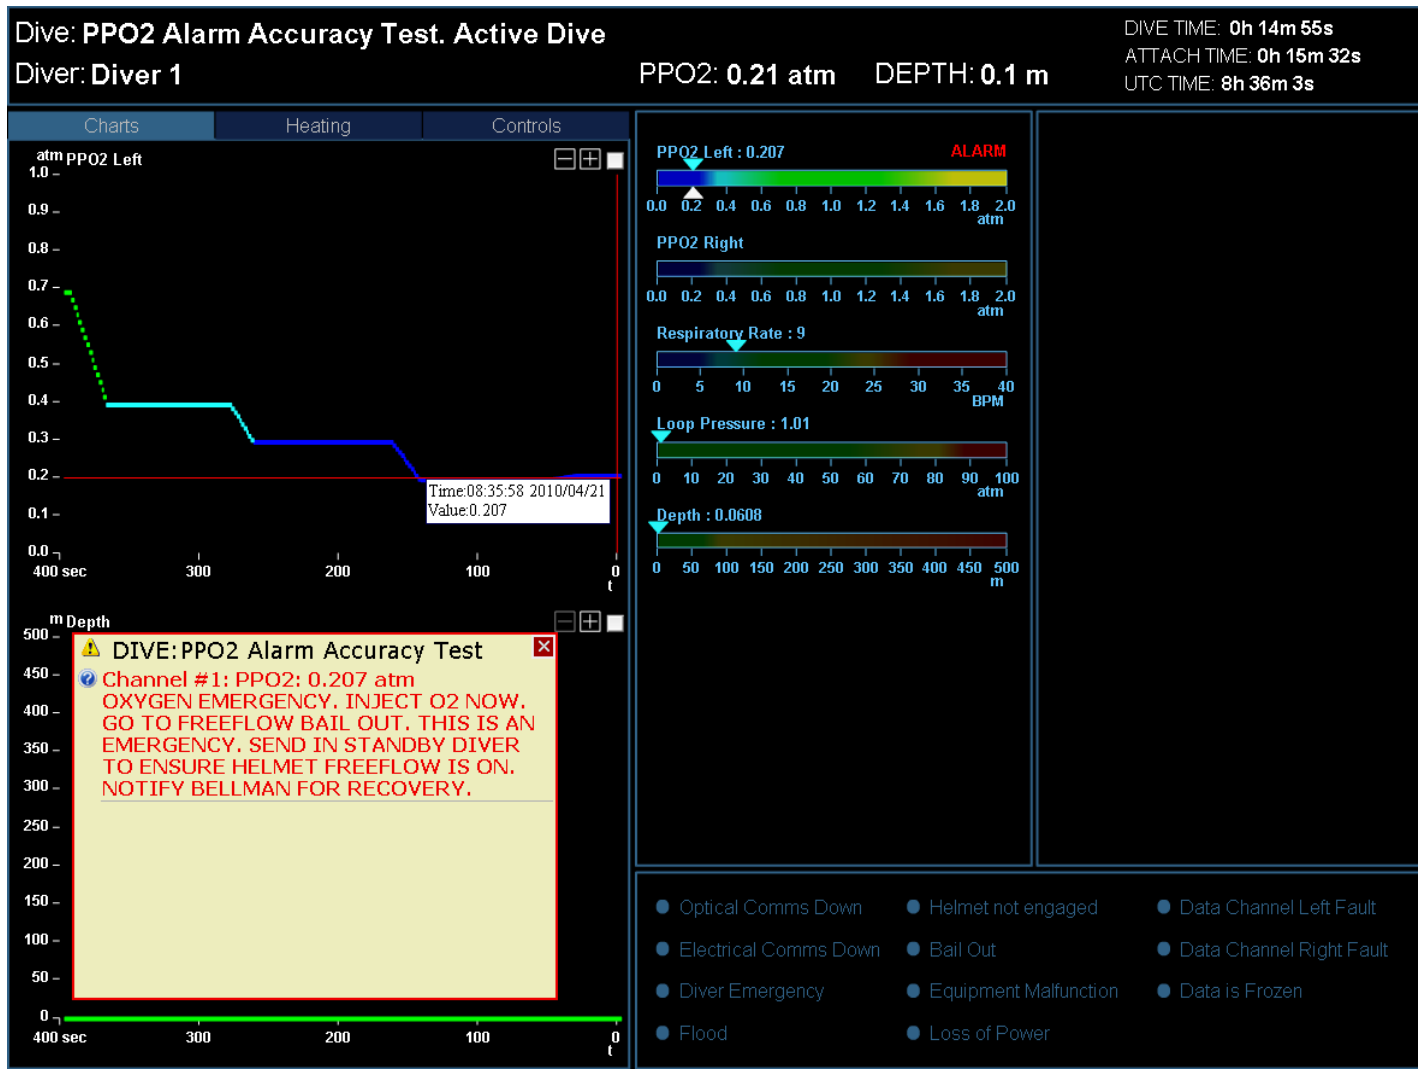 Dive: PPO2 Alarm Accuracy Test. Active Dive
Diver: Diver 1
PPO2: 0.21 atm DEPTH: 0.1 m
DIVE TIME: 0h 14m 55s
ATTACH TIME: 0h 15m 32s
UTC TIME: 8h 36m 3s
Charts Heating Controls
atm PPO2 Left
1.0
0.9
0.8
0.7
0.6
0.5
0.4
0.3
0.2
0.1
0.0
Time:08:35:58 2010/04/21
Value:0.207
400 sec 300 200 100 0
t
m Depth
500
450
400
350
300
250
200
150
100
50
0
DIVE:PPO2 Alarm Accuracy Test
Channel #1: PPO2: 0.207 atm
OXYGEN EMERGENCY. INJECT O2 NOW.
GO TO FREEFLOW BAIL OUT. THIS IS AN
EMERGENCY. SEND IN STANDBY DIVER
TO ENSURE HELMET FREEFLOW IS ON.
NOTIFY BELLMAN FOR RECOVERY.
400 sec 300 200 100 0
t
PPO2 Left : 0.207 ALARM
0.0 0.2 0.4 0.6 0.8 1.0 1.2 1.4 1.6 1.8 2.0
atm
PPO2 Right
0.0 0.2 0.4 0.6 0.8 1.0 1.2 1.4 1.6 1.8 2.0
atm
Respiratory Rate : 9
0 5 10 15 20 25 30 35 40
BPM
Loop Pressure : 1.01
0 10 20 30 40 50 60 70 80 90 100
atm
Depth : 0.0608
0 50 100 150 200 250 300 350 400 450 500
m
Optical Comms Down Helmet not engaged Data Channel Left Fault
Electrical Comms Down Bail Out Data Channel Right Fault
Diver Emergency Equipment Malfunction Data is Frozen
Flood Loss of Power